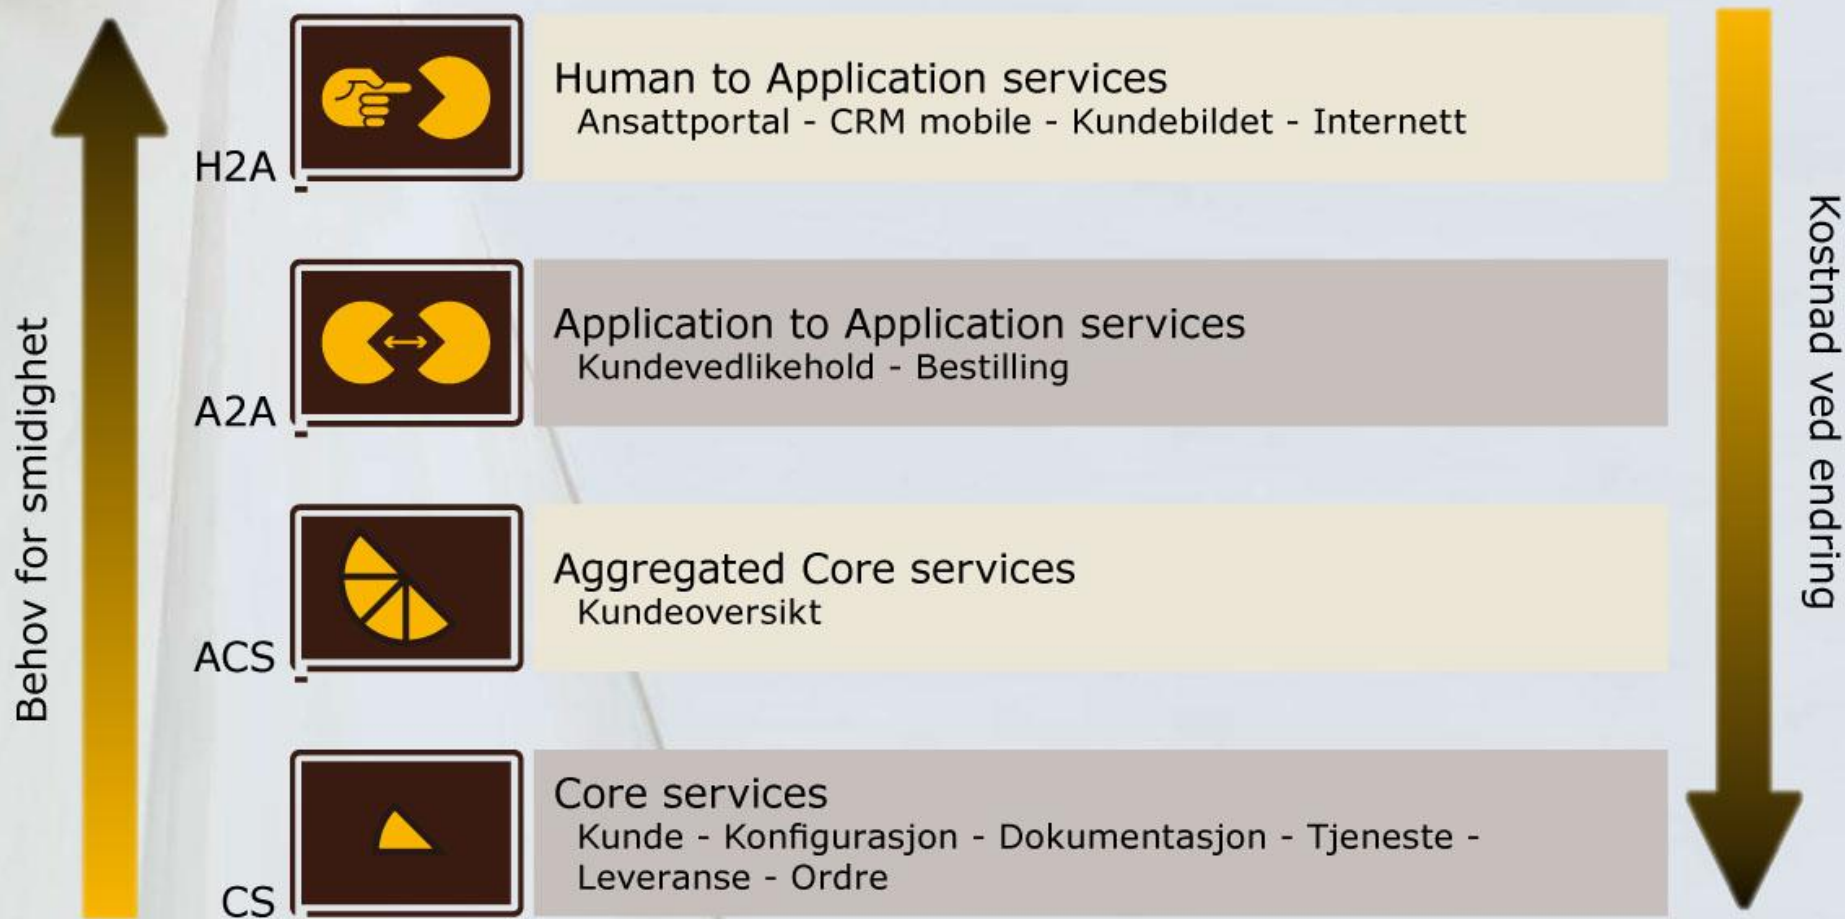 Human to Application services
Ansattportal - CRM mobile - Kundebildet - Internett
H2A
Application to Application services
Kundevedlikehold - Bestilling
A2A
Aggregated Core services
Kundeoversikt
ACS
Core services
Kunde - Konfigurasjon - Dokumentasjon - Tjeneste -
Leveranse - Ordre
CS
Behov for smidighet
Kostnad ved endring